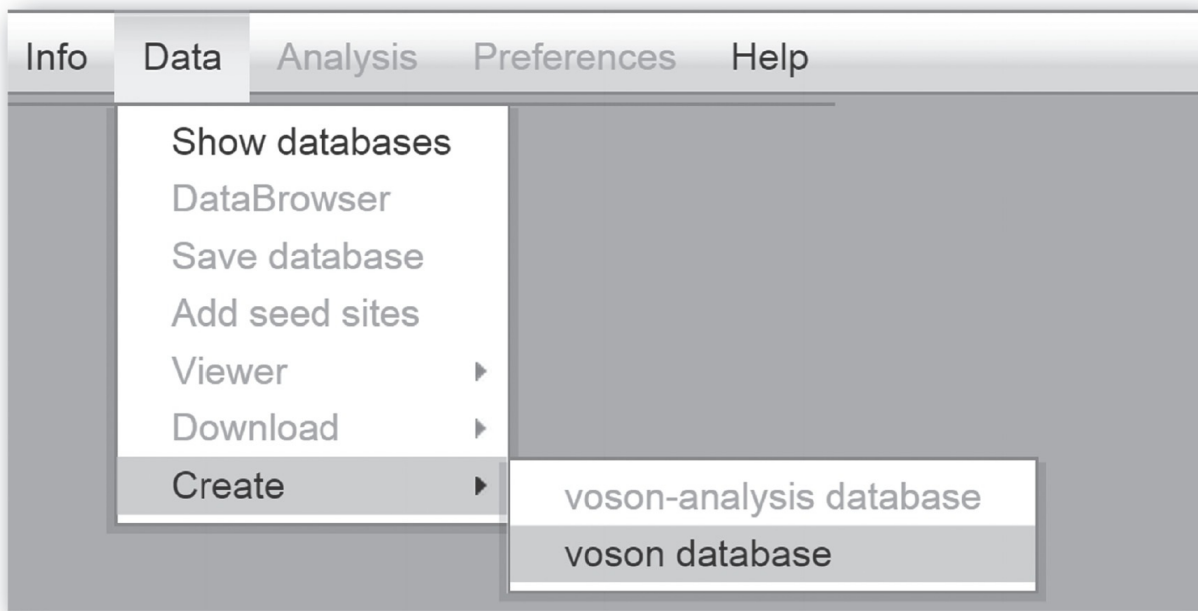 Info Data Analysis Preferences Help
Show databases
DataBrowser
Save database
Add seed sites
Viewer
Download
Create
voson-analysis database
voson database